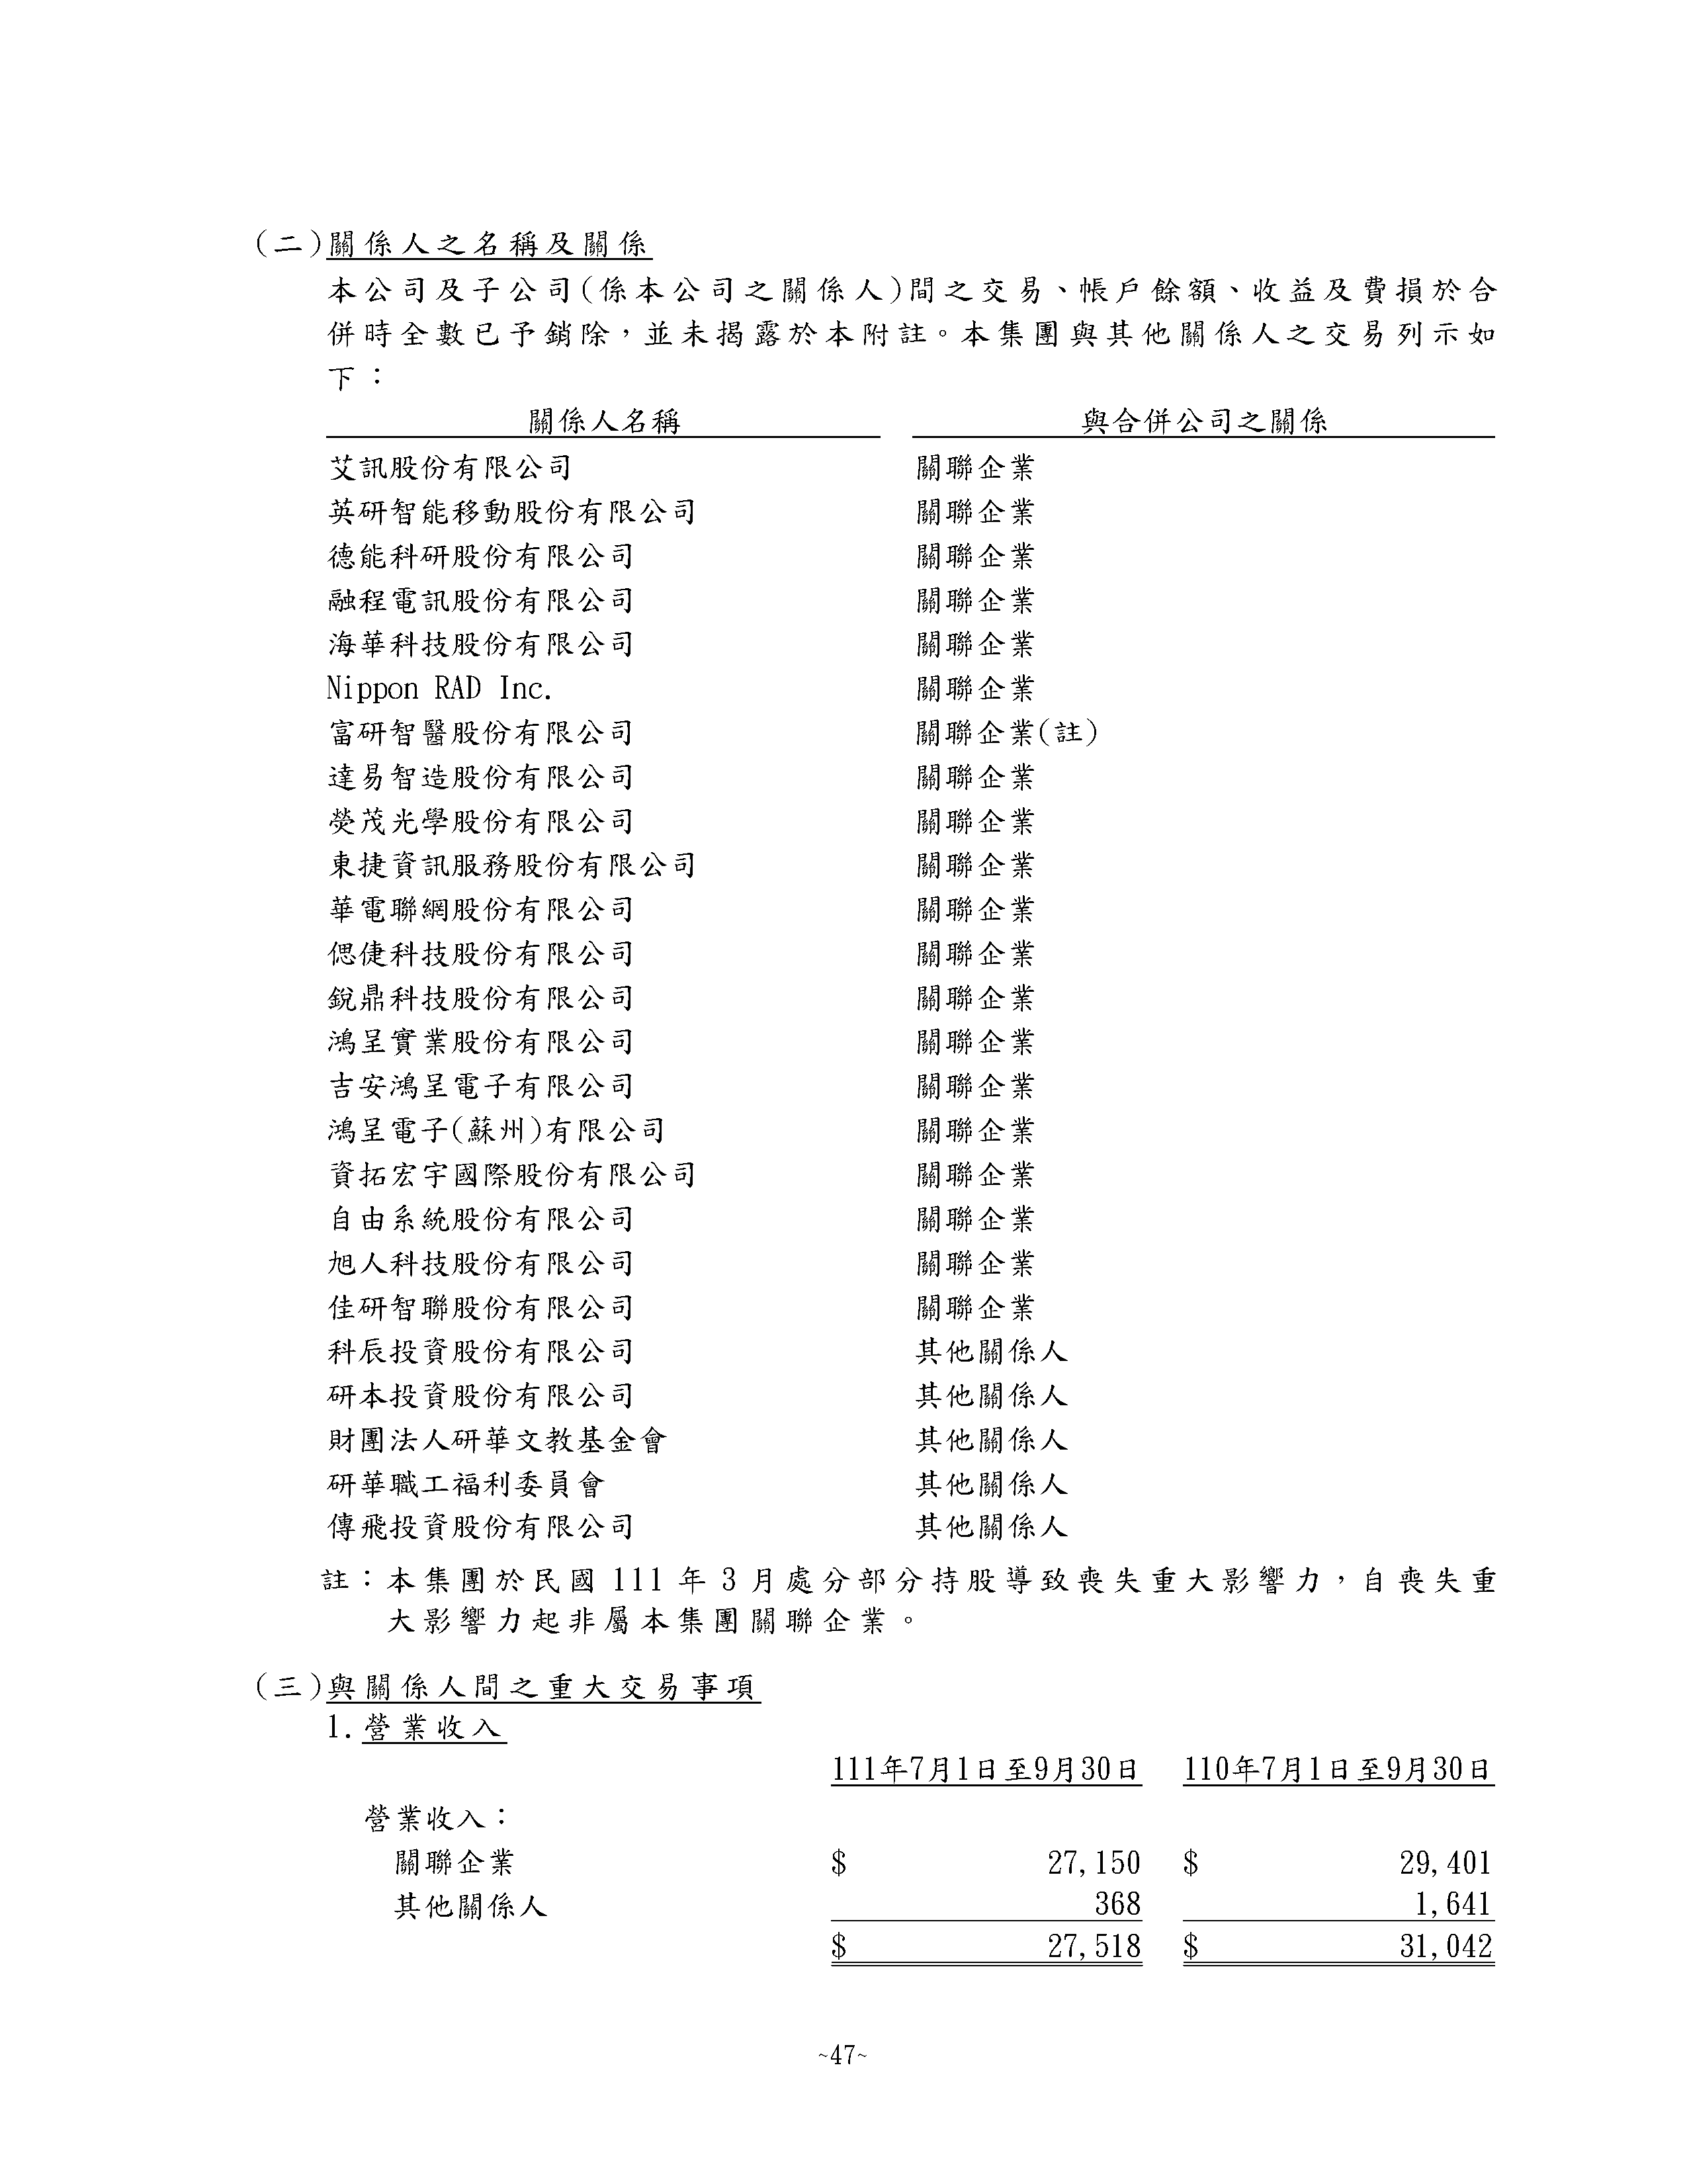 (二)關係人之名稱及關係
本公司及子公司(係本公司之關係人)間之交易、帳戶餘額、收益及費損於合
併時全數已予銷除，並未揭露於本附註。本集團與其他關係人之交易列示如
下：
關係人名稱 與合併公司之關係
艾訊股份有限公司 關聯企業
英研智能移動股份有限公司 關聯企業
德能科研股份有限公司 關聯企業
融程電訊股份有限公司 關聯企業
海華科技股份有限公司 關聯企業
Nippon RAD Inc. 關聯企業
富研智醫股份有限公司 關聯企業(註)
達易智造股份有限公司 關聯企業
熒茂光學股份有限公司 關聯企業
東捷資訊服務股份有限公司 關聯企業
華電聯網股份有限公司 關聯企業
偲倢科技股份有限公司 關聯企業
銳鼎科技股份有限公司 關聯企業
鴻呈實業股份有限公司 關聯企業
吉安鴻呈電子有限公司 關聯企業
鴻呈電子(蘇州)有限公司 關聯企業
資拓宏宇國際股份有限公司 關聯企業
自由系統股份有限公司 關聯企業
旭人科技股份有限公司 關聯企業
佳研智聯股份有限公司 關聯企業
科辰投資股份有限公司 其他關係人
研本投資股份有限公司 其他關係人
財團法人研華文教基金會 其他關係人
研華職工福利委員會 其他關係人
傳飛投資股份有限公司 其他關係人
註：本集團於民國 111 年 3 月處分部分持股導致喪失重大影響力，自喪失重
大影響力起非屬本集團關聯企業。
(三)與關係人間之重大交易事項
1.營業收入
111年7月1日至9月30日 110年7月1日至9月30日
營業收入：
關聯企業 $ 27,150 $ 29,401
其他關係人 368 1,641
$ 27,518 $ 31,042
~47~